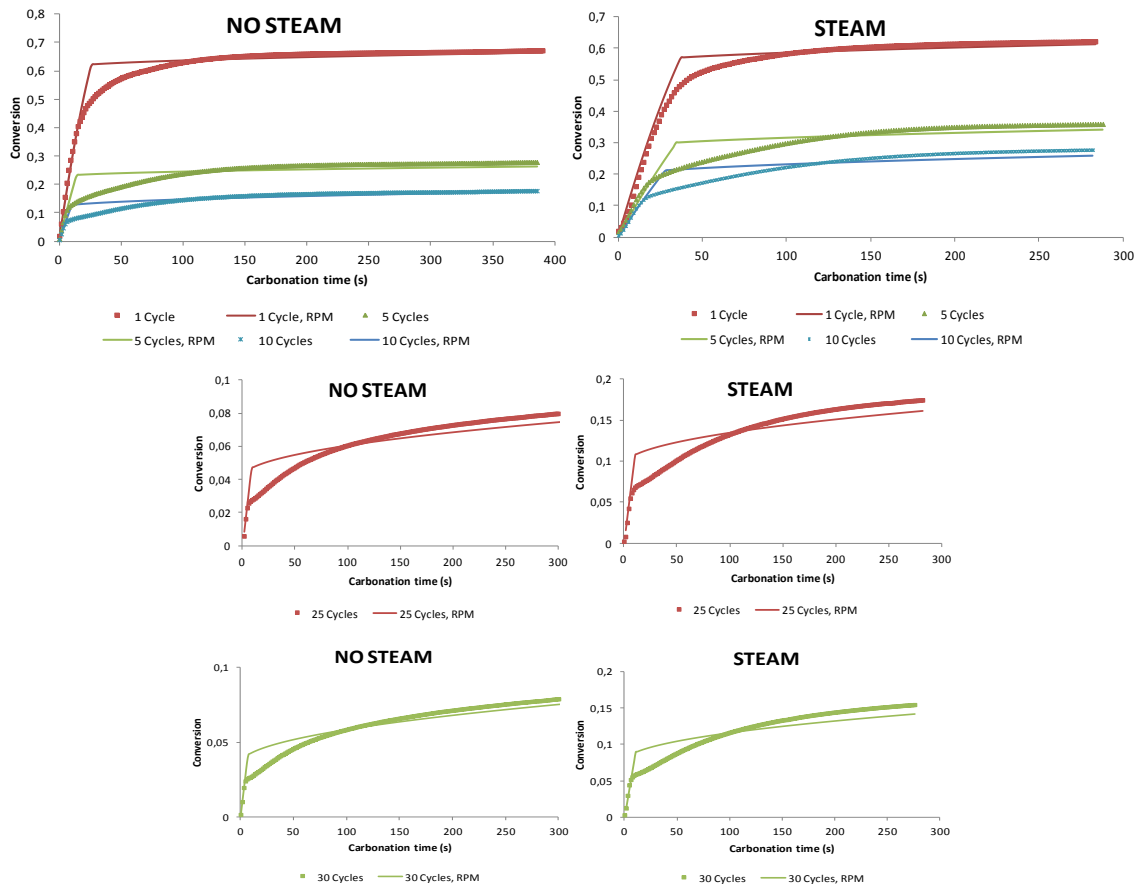 NO STEAM
0,8
0,7
0,6
0,5
0,4
0,3
0,2
0,1
0
Conversion
0 50 100 150 200 250 300 350 400
Carbonation time (s)
1 Cycle 1 Cycle, RPM 5 Cycles
5 Cycles, RPM 10 Cycles 10 Cycles, RPM
STEAM
0,7
0,6
0,5
0,4
0,3
0,2
0,1
0
Conversion
0 50 100 150 200 250 300
Carbonation time (s)
1 Cycle 1 Cycle, RPM 5 Cycles
5 Cycles, RPM 10 Cycles 10 Cycles, RPM
NO STEAM
0,1
0,08
0,06
0,04
0,02
0
Conversion
0 50 100 150 200 250 300
Carbonation time (s)
25 Cycles 25 Cycles, RPM
STEAM
0,2
0,15
0,1
0,05
0
Conversion
0 50 100 150 200 250 300
Carbonation time (s)
25 Cycles 25 Cycles, RPM
NO STEAM
0,1
0,05
0
Conversion
0 50 100 150 200 250 300
Carbonation time (s)
30 Cycles 30 Cycles, RPM
STEAM
0,2
0,15
0,1
0,05
0
Conversion
0 50 100 150 200 250 300
Carbonation time (s)
30 Cycles 30 Cycles, RPM